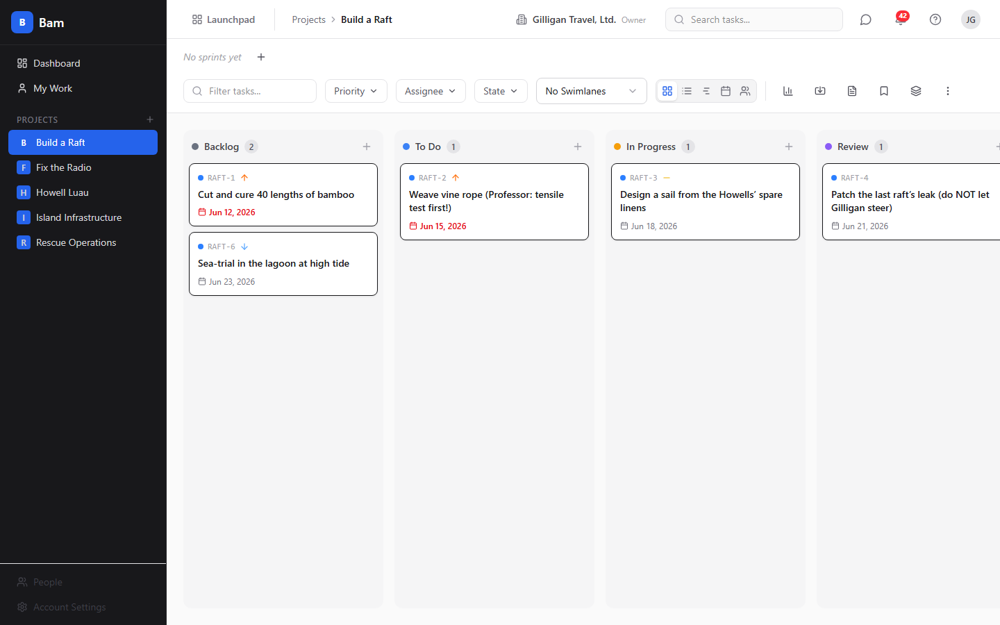 B Bam
Dashboard
My Work
PROJECTS
B Build a Raft
F Fix the Radio
H Howell Luau
I Island Infrastructure
R Rescue Operations
People
Account Settings
Launchpad
Projects > Build a Raft
Gilligan Travel, Ltd. Owner
Search tasks...
42
JG
No sprints yet
Filter tasks...
Priority
Assignee
State
No Swimlanes
Backlog 2
RAFT-1
Cut and cure 40 lengths of bamboo
Jun 12, 2026
RAFT-6
Sea-trial in the lagoon at high tide
Jun 23, 2026
To Do 1
RAFT-2
Weave vine rope (Professor: tensile
test first!)
Jun 15, 2026
In Progress 1
RAFT-3
Design a sail from the Howells’ spare
linens
Jun 18, 2026
Review 1
RAFT-4
Patch the last raft’s leak (do NOT let
Gilligan steer)
Jun 21, 2026